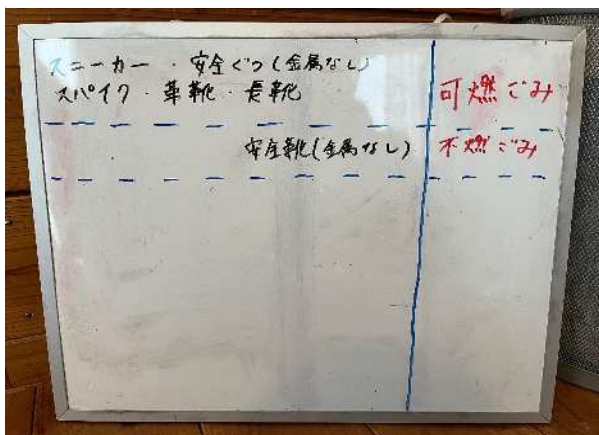 スニーカー・安全ぐつ(金属なし)
スパイク・革靴・長靴
可燃ごみ
安全靴(金属なし)
不燃ごみ